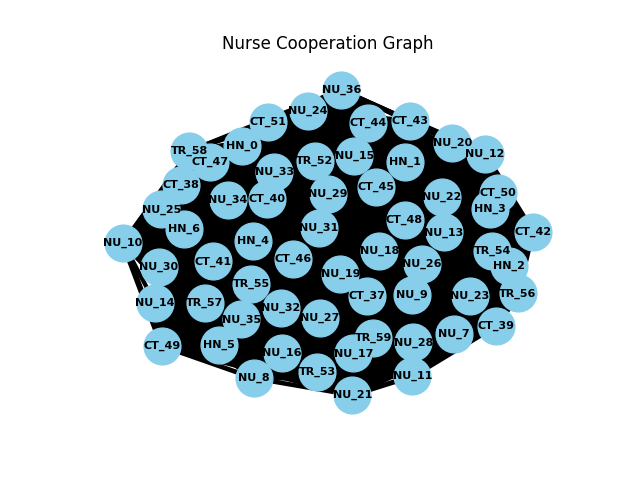 Nurse Cooperation Graph
NU_36
NU_24
CT_51
CT_44
CT_43
NU_20
HN_0
TR_58
CT_47
NU_15
NU_12
TR_52
HN_1
NU_33
CT_38
CT_45
NU_29
CT_50
NU_22
NU_34
CT_40
NU_25
HN_3
CT_48
HN_6
NU_31
NU_13
CT_42
NU_10
HN_4
NU_18
TR_54
CT_46
CT_41
NU_26
HN_2
NU_30
NU_19
TR_55
TR_56
CT_37
NU_9
NU_23
NU_14
TR_57
NU_32
NU_35
NU_27
CT_39
NU_7
TR_59
NU_28
CT_49
HN_5
NU_16
NU_17
TR_53
NU_11
NU_8
NU_21